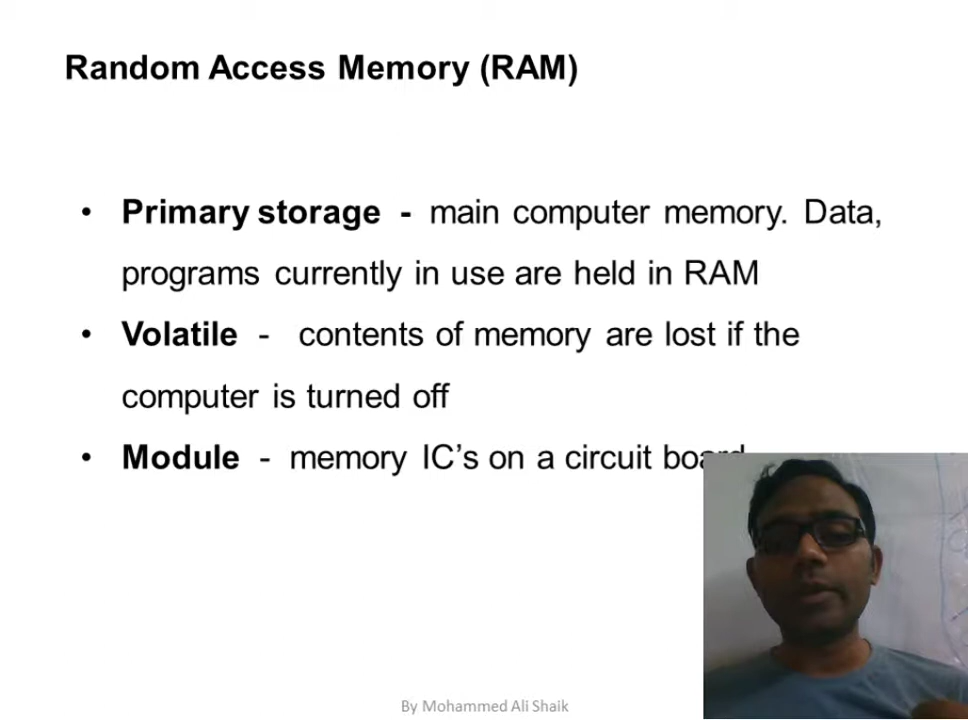 Random Access Memory (RAM)
• Primary storage - main computer memory. Data,
programs currently in use are held in RAM
• Volatile - contents of memory are lost if the
computer is turned off
• Module - memory IC’s on a circuit board
By Mohammed Ali Shaik